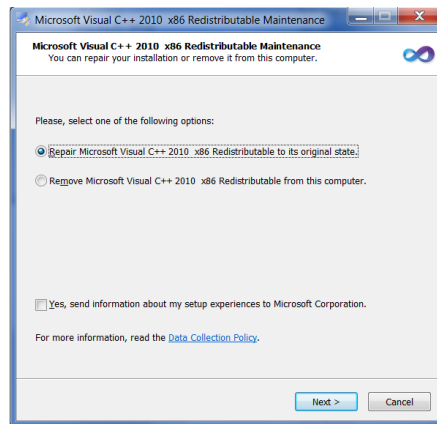 Microsoft Visual C++ 2010  x86 Redistributable Maintenance
Microsoft Visual C++ 2010  x86 Redistributable Maintenance
You can repair your installation or remove it from this computer.
Please, select one of the following options:
Repair Microsoft Visual C++ 2010  x86 Redistributable to its original state.
Remove Microsoft Visual C++ 2010  x86 Redistributable from this computer.
Yes, send information about my setup experiences to Microsoft Corporation.
For more information, read the Data Collection Policy.
Next >
Cancel